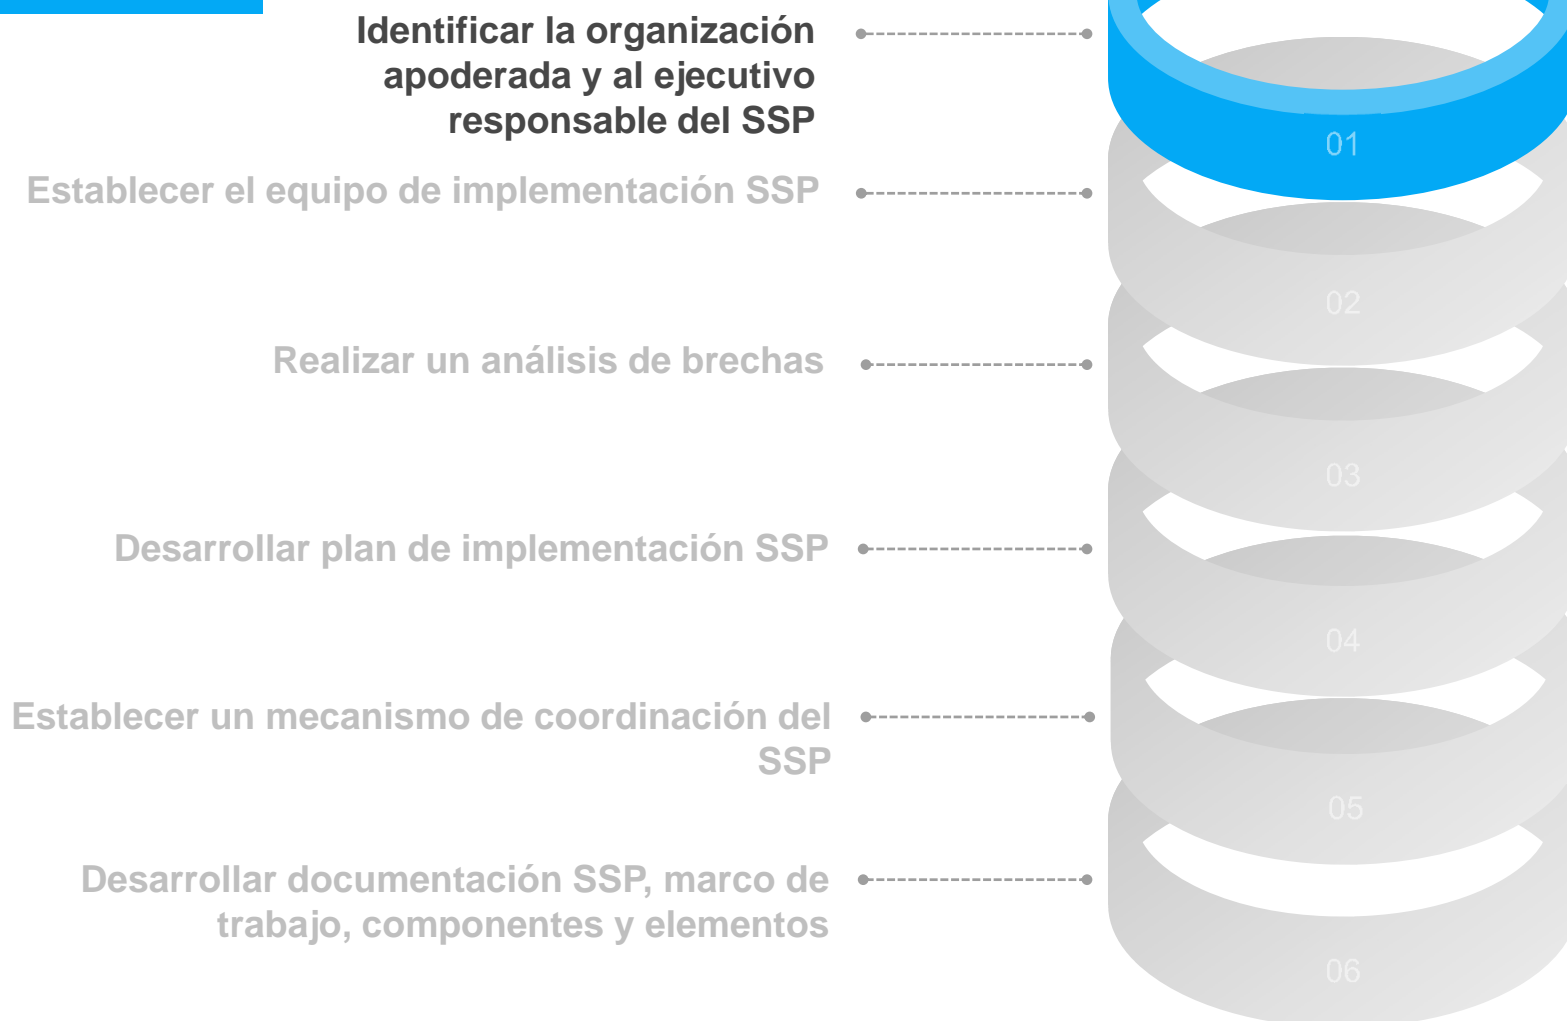 Identificar la organización
apoderada y al ejecutivo
responsable del SSP
01
Establecer el equipo de implementación SSP
02
Realizar un análisis de brechas
03
Desarrollar plan de implementación SSP
04
Establecer un mecanismo de coordinación del
SSP
05
Desarrollar documentación SSP, marco de
trabajo, componentes y elementos
06